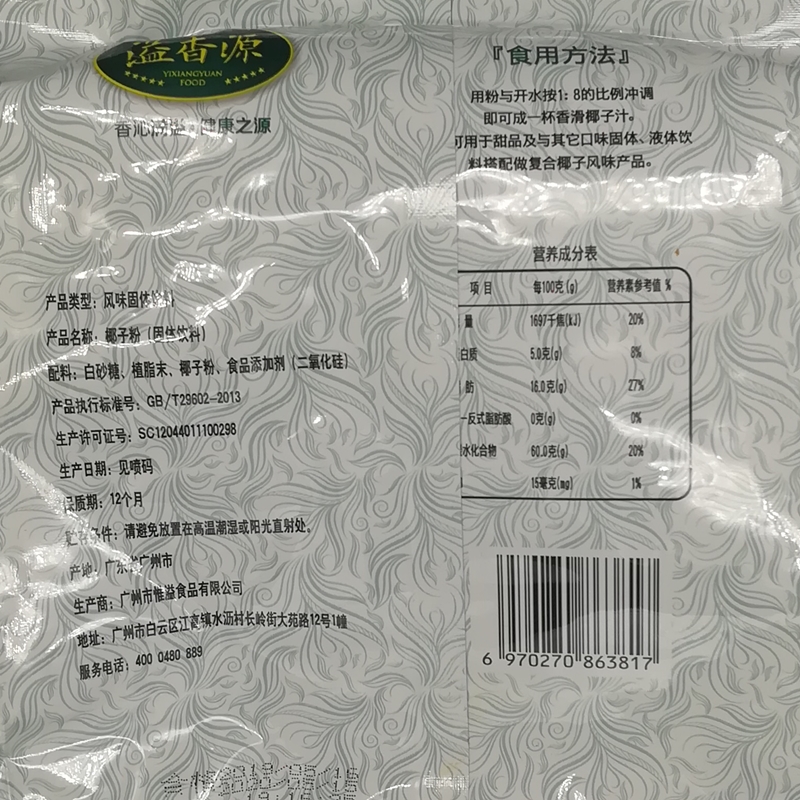 溢香源
YIXIANGYUAN
FOOD
健康之源
产品类型：风味固体
产品名称：椰子粉（固体饮料）
配料：白砂糖、植脂末、椰子粉、食品添加剂（二氧化硅）
产品执行标准号：GB/T29602-2013
生产许可证号：SC12044011100298
生产日期：见喷码
保质期：12个月
条件：请避免放置在高温潮湿或阳光直射处。
产地：广东省广州市
生产商：广州市惟溢食品有限公司
地址：广州市白云区江高镇水沥村长岭街大苑路12号1幢
服务电话：400 0480 889
『食用方法』
用粉与开水按1：8的比例冲调
即可成一杯香滑椰子汁。
可用于甜品及与其它口味固体、液体饮
料搭配做复合椰子风味产品。
营养成分表
项目 每100克(g) 营养素参考值 %
量 1697千焦(kJ) 20%
白质 5.0克(g) 8%
肪 16.0克(g) 27%
反式脂肪酸 0克(g) 0%
水化合物 60.0克(g) 20%
15毫克(mg) 1%
6 970270 863817